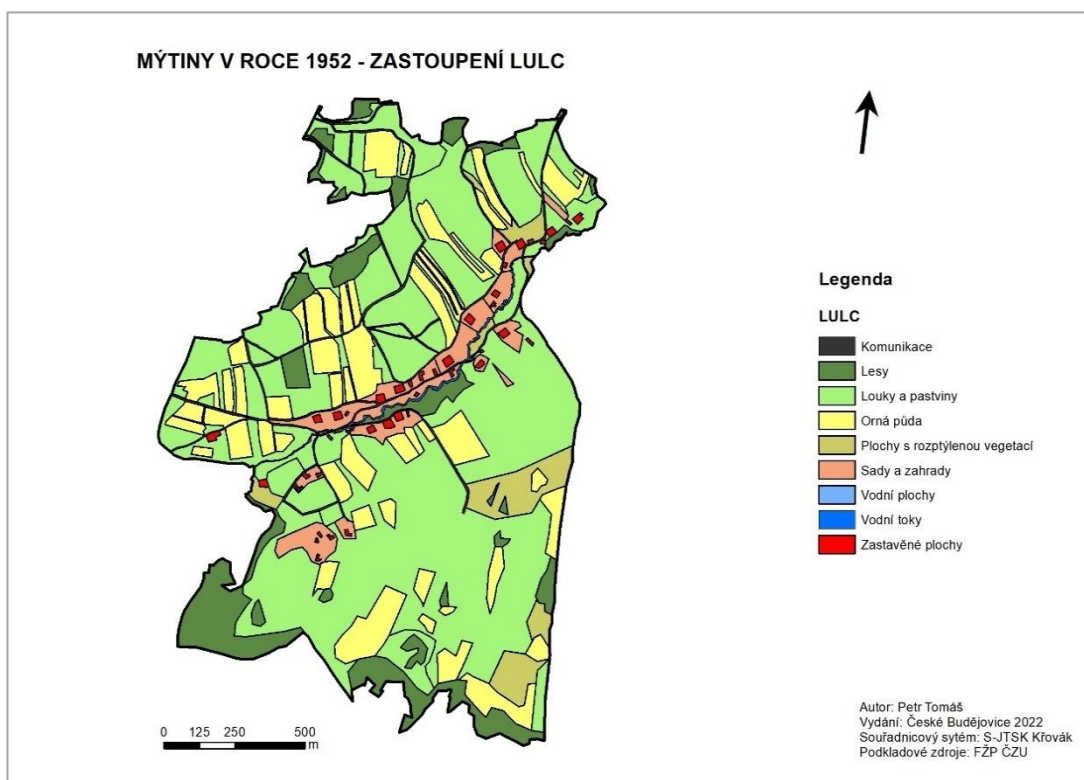 MÝTINY V ROCE 1952 - ZASTOUPENÍ LULC
Legenda
LULC
Komunikace
Lesy
Louky a pastviny
Orná půda
Plochy s rozptýlenou vegetací
Sady a zahrady
Vodní plochy
Vodní toky
Zastavěné plochy
0 125 250 500
m
Autor: Petr Tomáš
Vydání: České Budějovice 2022
Souřadnicový sytém: S-JTSK Křovák
Podkladové zdroje: FŽP ČZU